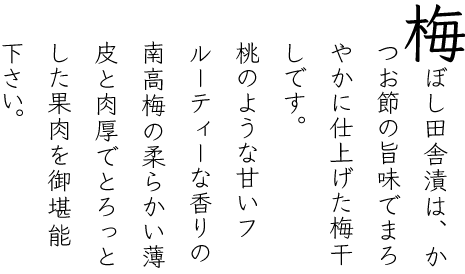 梅ぼし田舎漬は、か
つお節の旨味でまろ
やかに仕上げた梅干
しです。
桃のような甘いフ
ルーティーな香りの
南高梅の柔らかい薄
皮と肉厚でとろっと
した果肉を御堪能
下さい。